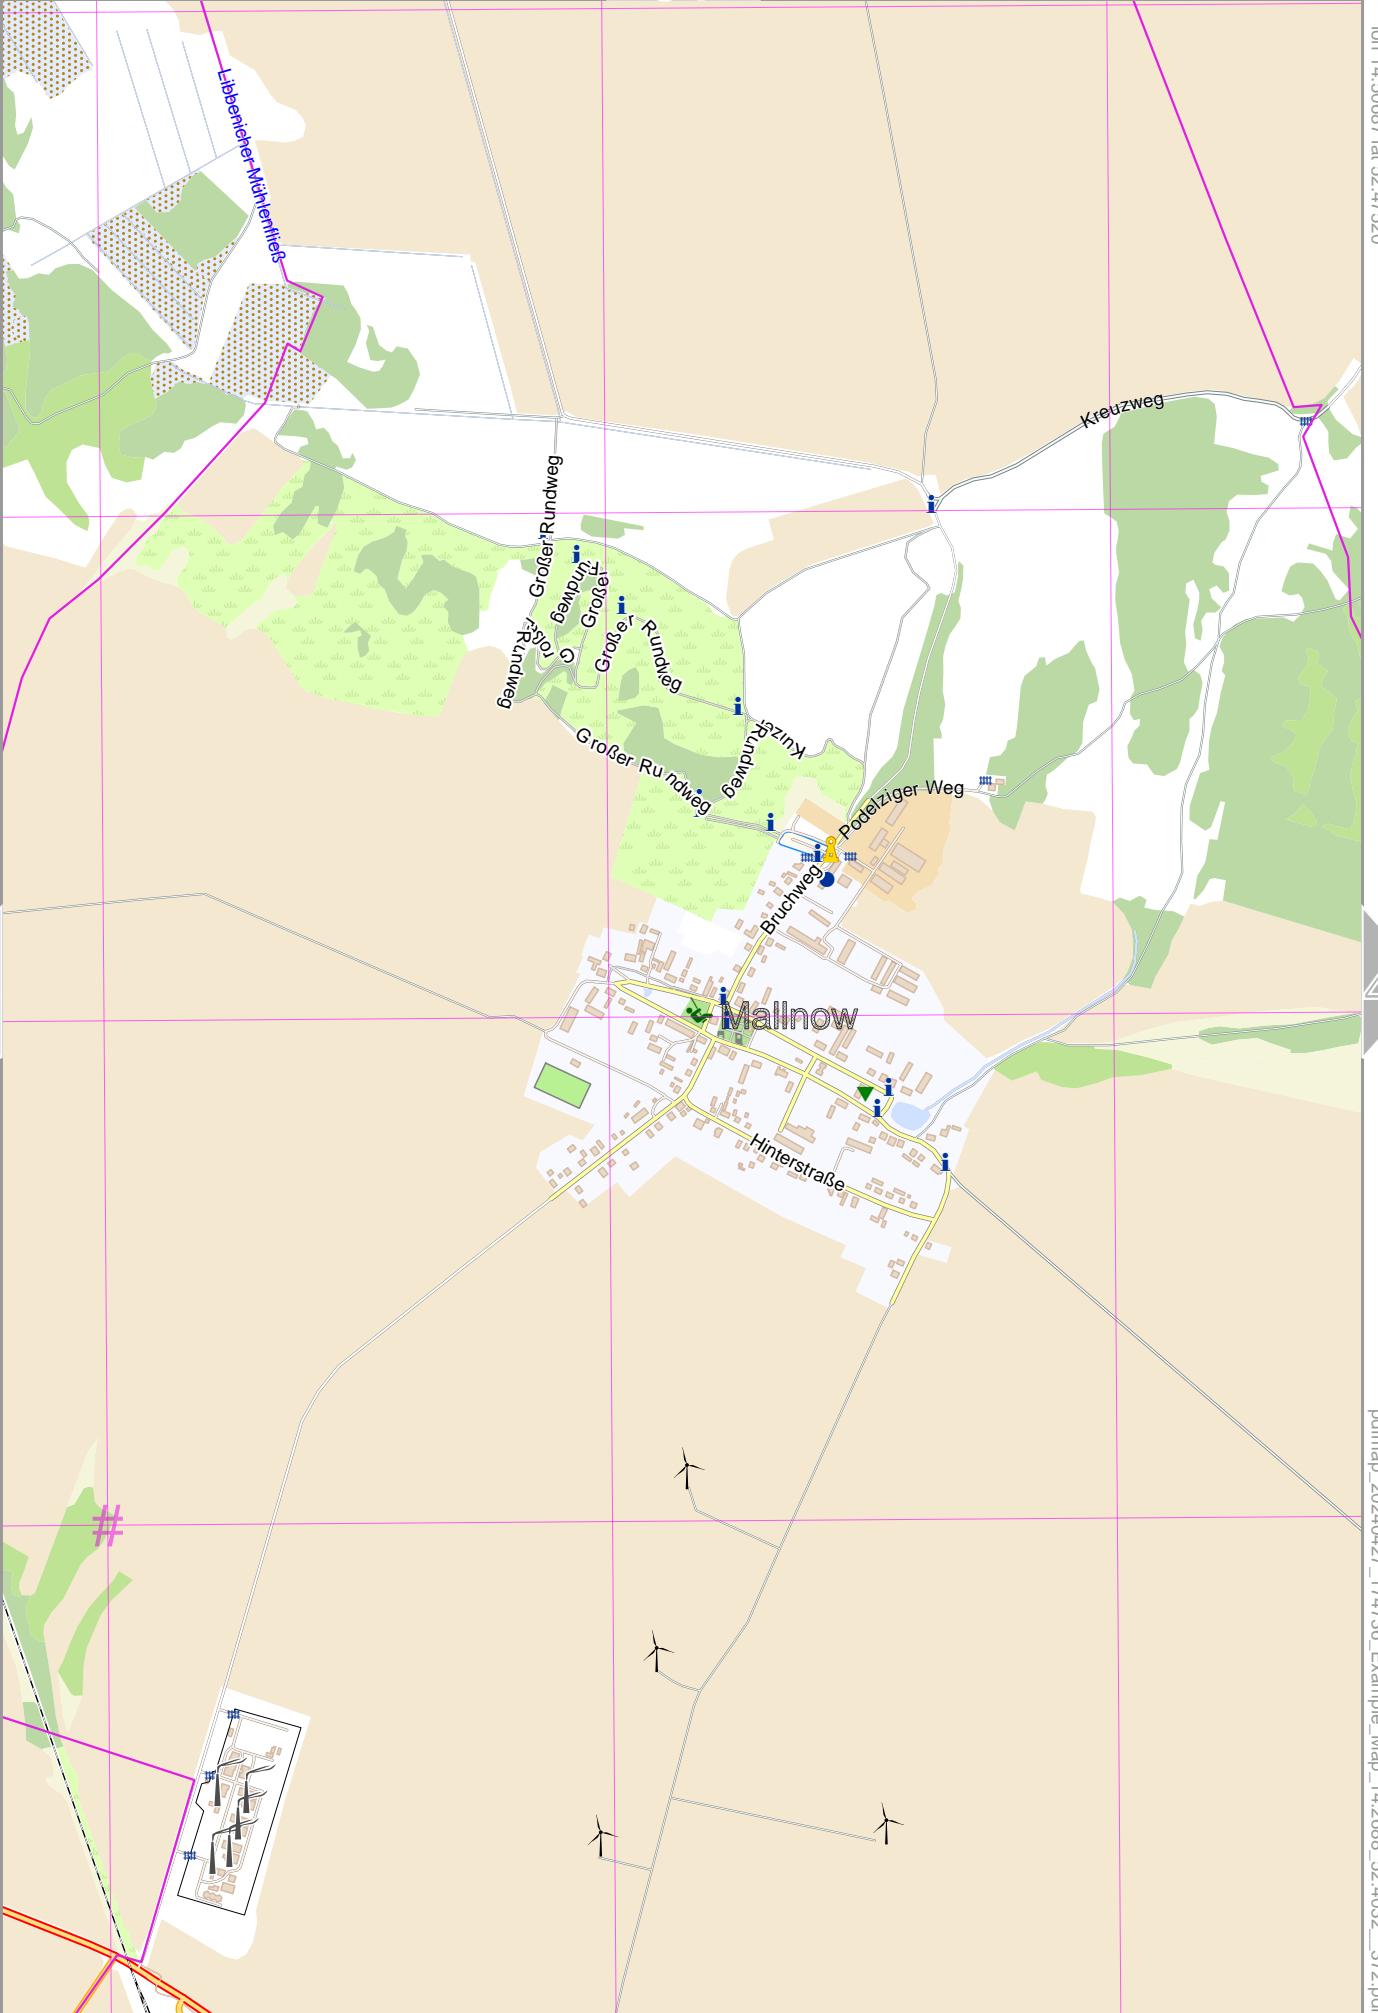 Libbenicher Mühlenfließ
Kreuzweg
Großer Rundweg
Großer
Rundweg
Großer Rundweg
Großer Rundweg
Kurzer
Rundweg
Großer Rundweg
Podelziger Weg
Bruchweg
Mallnow
Hinterstraße
#